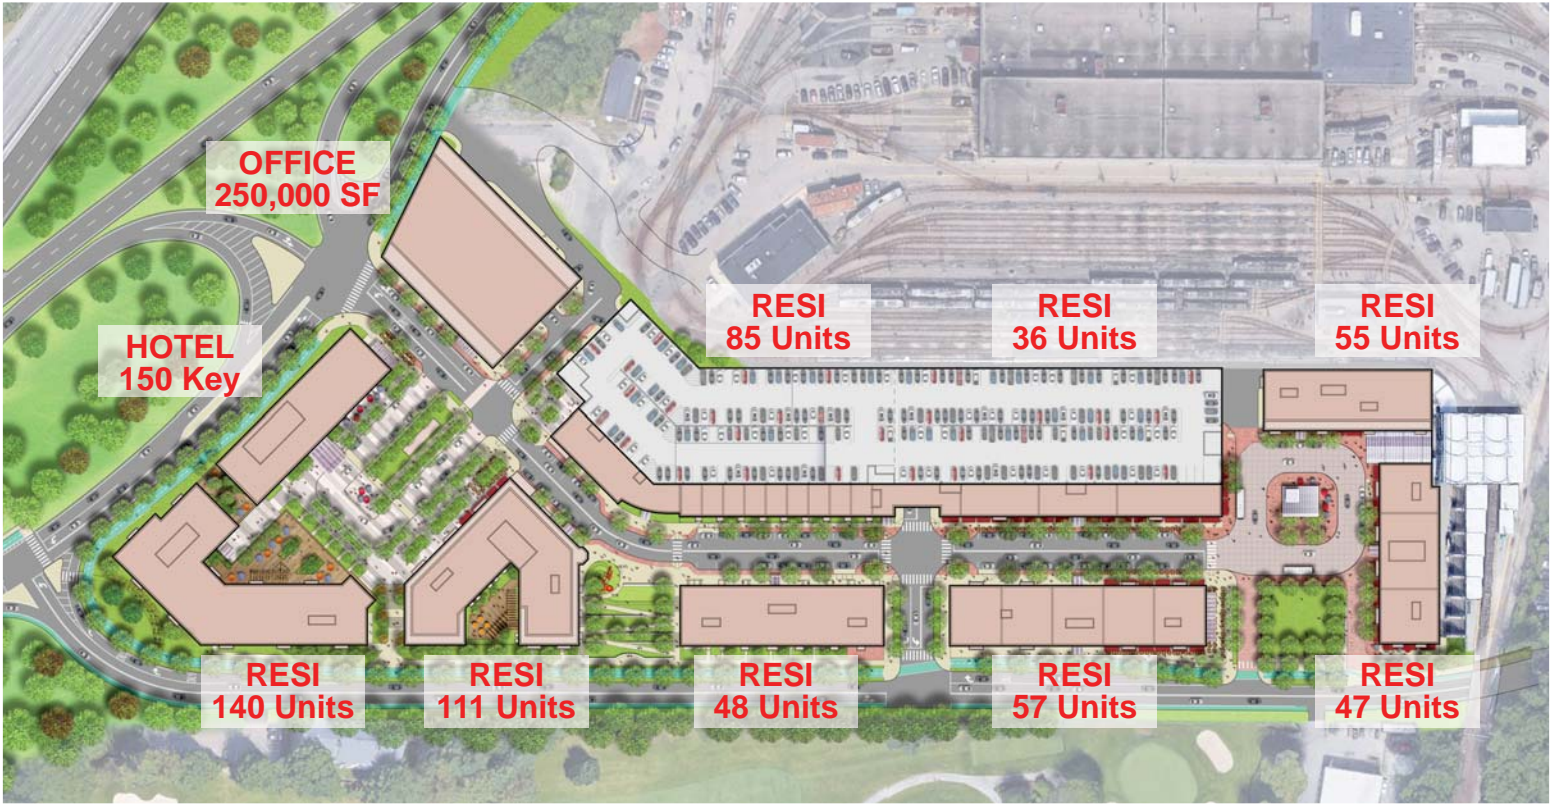 OFFICE
250,000 SF
HOTEL
150 Key
RESI
85 Units
RESI
36 Units
RESI
55 Units
RESI
140 Units
RESI
111 Units
RESI
48 Units
RESI
57 Units
RESI
47 Units